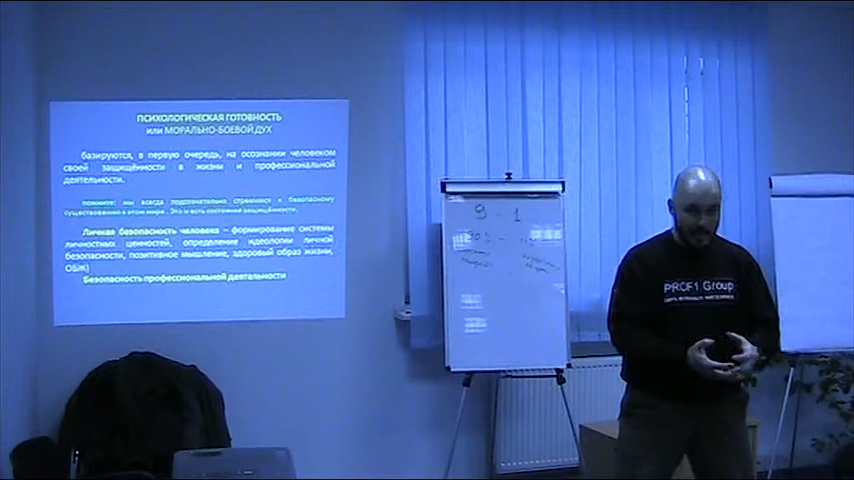 ПСИХОЛОГИЧЕСКАЯ ГОТОВНОСТЬ
или МОРАЛЬНО-БОЕВОЙ ДУХ
базируются, в первую очередь, на осознании человеком
своей защищённости в жизни и профессиональной
деятельности.
помните: мы всегда подсознательно стремимся к безопасному
существованию в этом мире. Это и есть состояние защищённости.
Личная безопасность человека – формирование системы
личностных ценностей, определение идеологии личной
безопасности, позитивное мышление, здоровый образ жизни,
ОБЖ)
Безопасность профессиональной деятельности
9 - 1
PROF1 Group